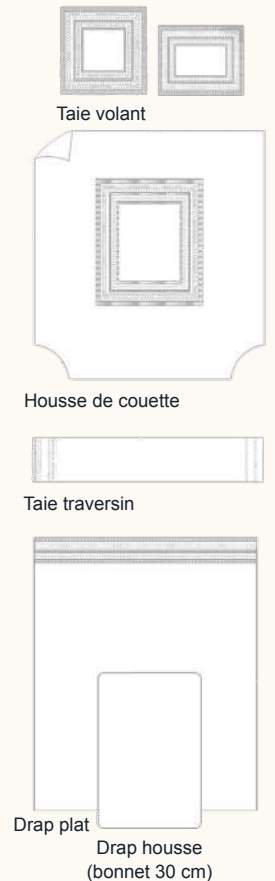 Taie volant
Housse de couette
Taie traversin
Drap plat
Drap housse
(bonnet 30 cm)